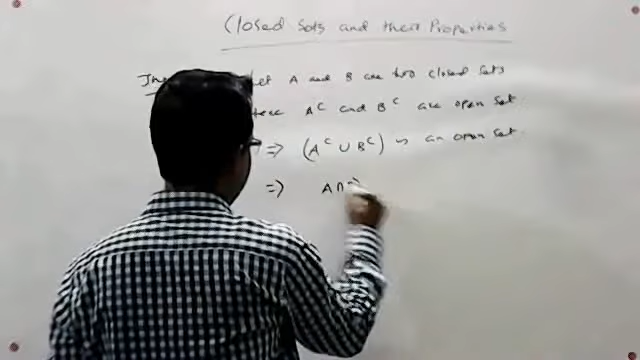 Closed Sets and their Properties
Let A and B are two closed sets
A^C and B^C are open set.
=> (A^C ∪ B^C) is an open set.
=> A∩